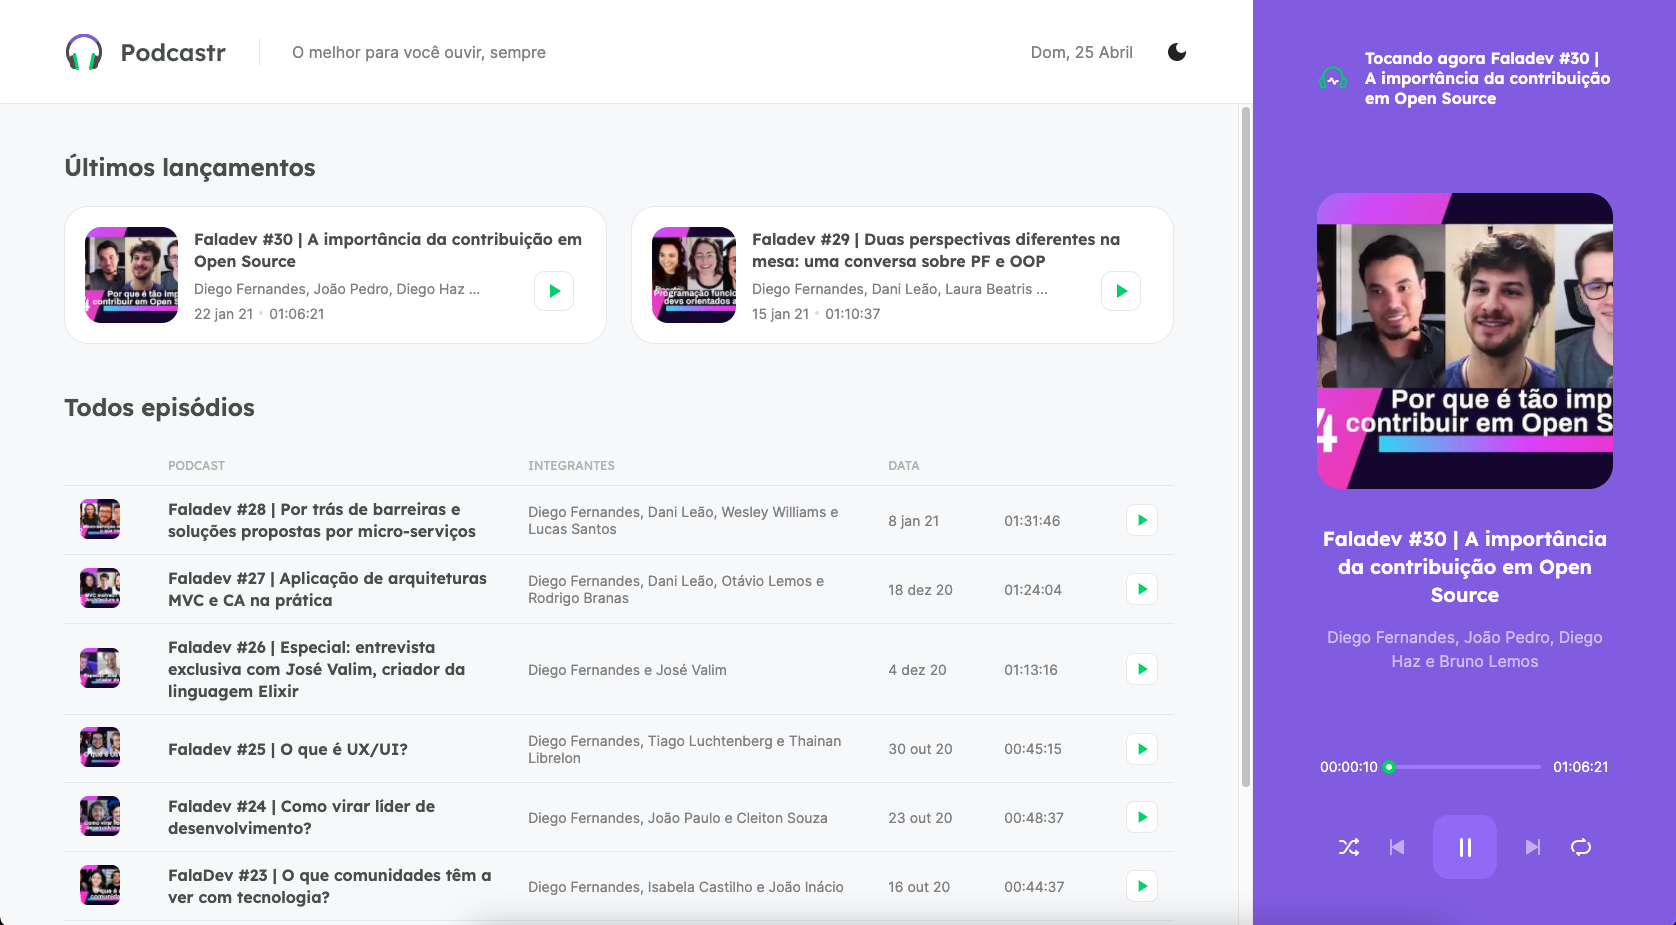 Podcastr
O melhor para você ouvir, sempre
Dom, 25 Abril
Últimos lançamentos
Faladev #30 | A importância da contribuição em
Open Source
Diego Fernandes, João Pedro, Diego Haz ...
22 jan 21 • 01:06:21
Por que é tão imp
4 contribuir em Open S
Faladev #29 | Duas perspectivas diferentes na
mesa: uma conversa sobre PF e OOP
Diego Fernandes, Dani Leão, Laura Beatris ...
15 jan 21 • 01:10:37
Programação funcio
devs orientados a
Todos episódios
PODCAST INTEGRANTES DATA
Faladev #28 | Por trás de barreiras e
soluções propostas por micro-serviços
Diego Fernandes, Dani Leão, Wesley Williams e
Lucas Santos
8 jan 21
01:31:46
Faladev #27 | Aplicação de arquiteturas
MVC e CA na prática
Diego Fernandes, Dani Leão, Otávio Lemos e
Rodrigo Branas
18 dez 20
01:24:04
Faladev #26 | Especial: entrevista
exclusiva com José Valim, criador da
linguagem Elixir
Diego Fernandes e José Valim
4 dez 20
01:13:16
Faladev #25 | O que é UX/UI?
Diego Fernandes, Tiago Luchtenberg e Thainan
Librelon
30 out 20
00:45:15
Faladev #24 | Como virar líder de
desenvolvimento?
Diego Fernandes, João Paulo e Cleiton Souza
23 out 20
00:48:37
FalaDev #23 | O que comunidades têm a
ver com tecnologia?
Diego Fernandes, Isabela Castilho e João Inácio
16 out 20
00:44:37
Tocando agora Faladev #30 |
A importância da contribuição
em Open Source
Por que é tão imp
4 contribuir em Open S
Faladev #30 | A importância
da contribuição em Open
Source
Diego Fernandes, João Pedro, Diego
Haz e Bruno Lemos
00:00:10
01:06:21